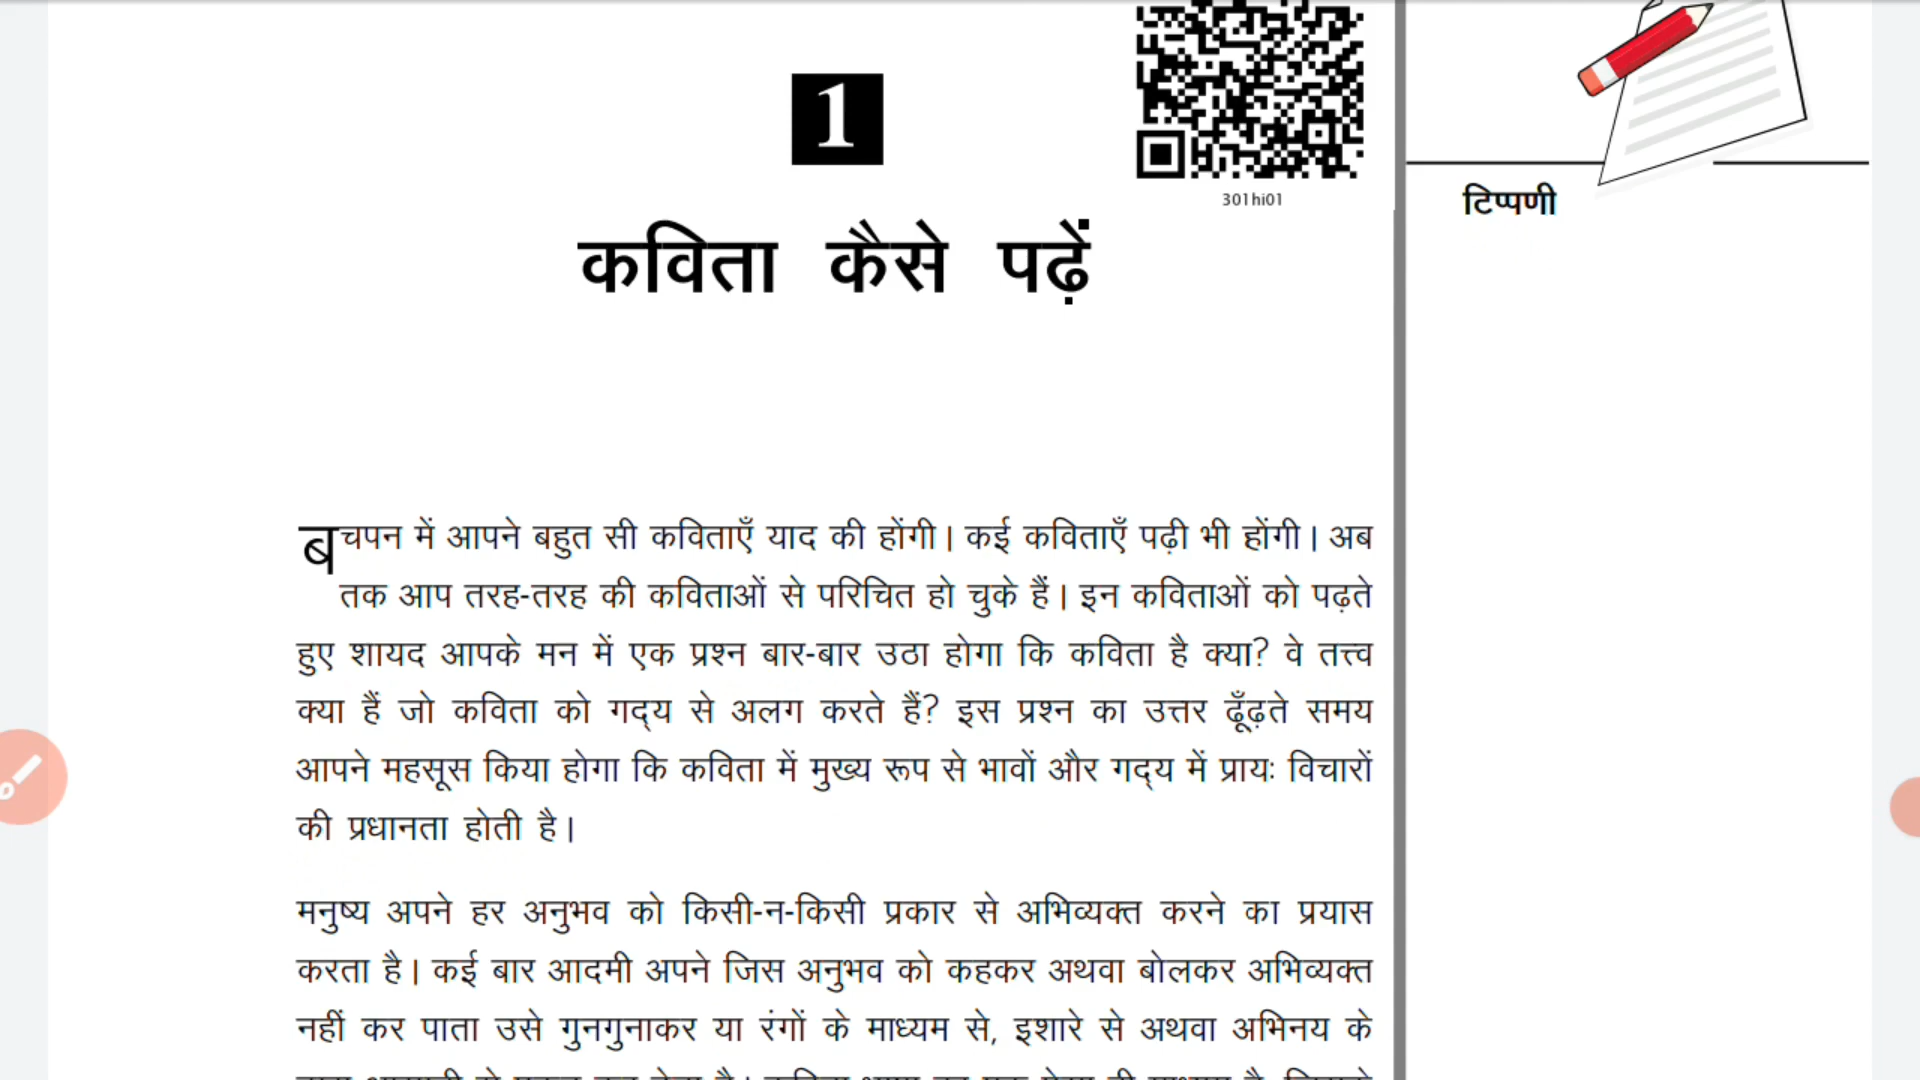 1
301hi01
टिप्पणी
कविता कैसे पढ़ें
बचपन में आपने बहुत सी कविताएँ याद की होंगी। कई कविताएँ पढ़ी भी होंगी। अब
तक आप तरह-तरह की कविताओं से परिचित हो चुके हैं। इन कविताओं को पढ़ते
हुए शायद आपके मन में एक प्रश्न बार-बार उठा होगा कि कविता है क्या? वे तत्त्व
क्या हैं जो कविता को गद्‌य से अलग करते हैं? इस प्रश्न का उत्तर ढूँढ़ते समय
आपने महसूस किया होगा कि कविता में मुख्य रूप से भावों और गद्‌य में प्रायः विचारों
की प्रधानता होती है।
मनुष्य अपने हर अनुभव को किसी-न-किसी प्रकार से अभिव्यक्त करने का प्रयास
करता है। कई बार आदमी अपने जिस अनुभव को कहकर अथवा बोलकर अभिव्यक्त
नहीं कर पाता उसे गुनगुनाकर या रंगों के माध्यम से, इशारे से अथवा अभिनय के